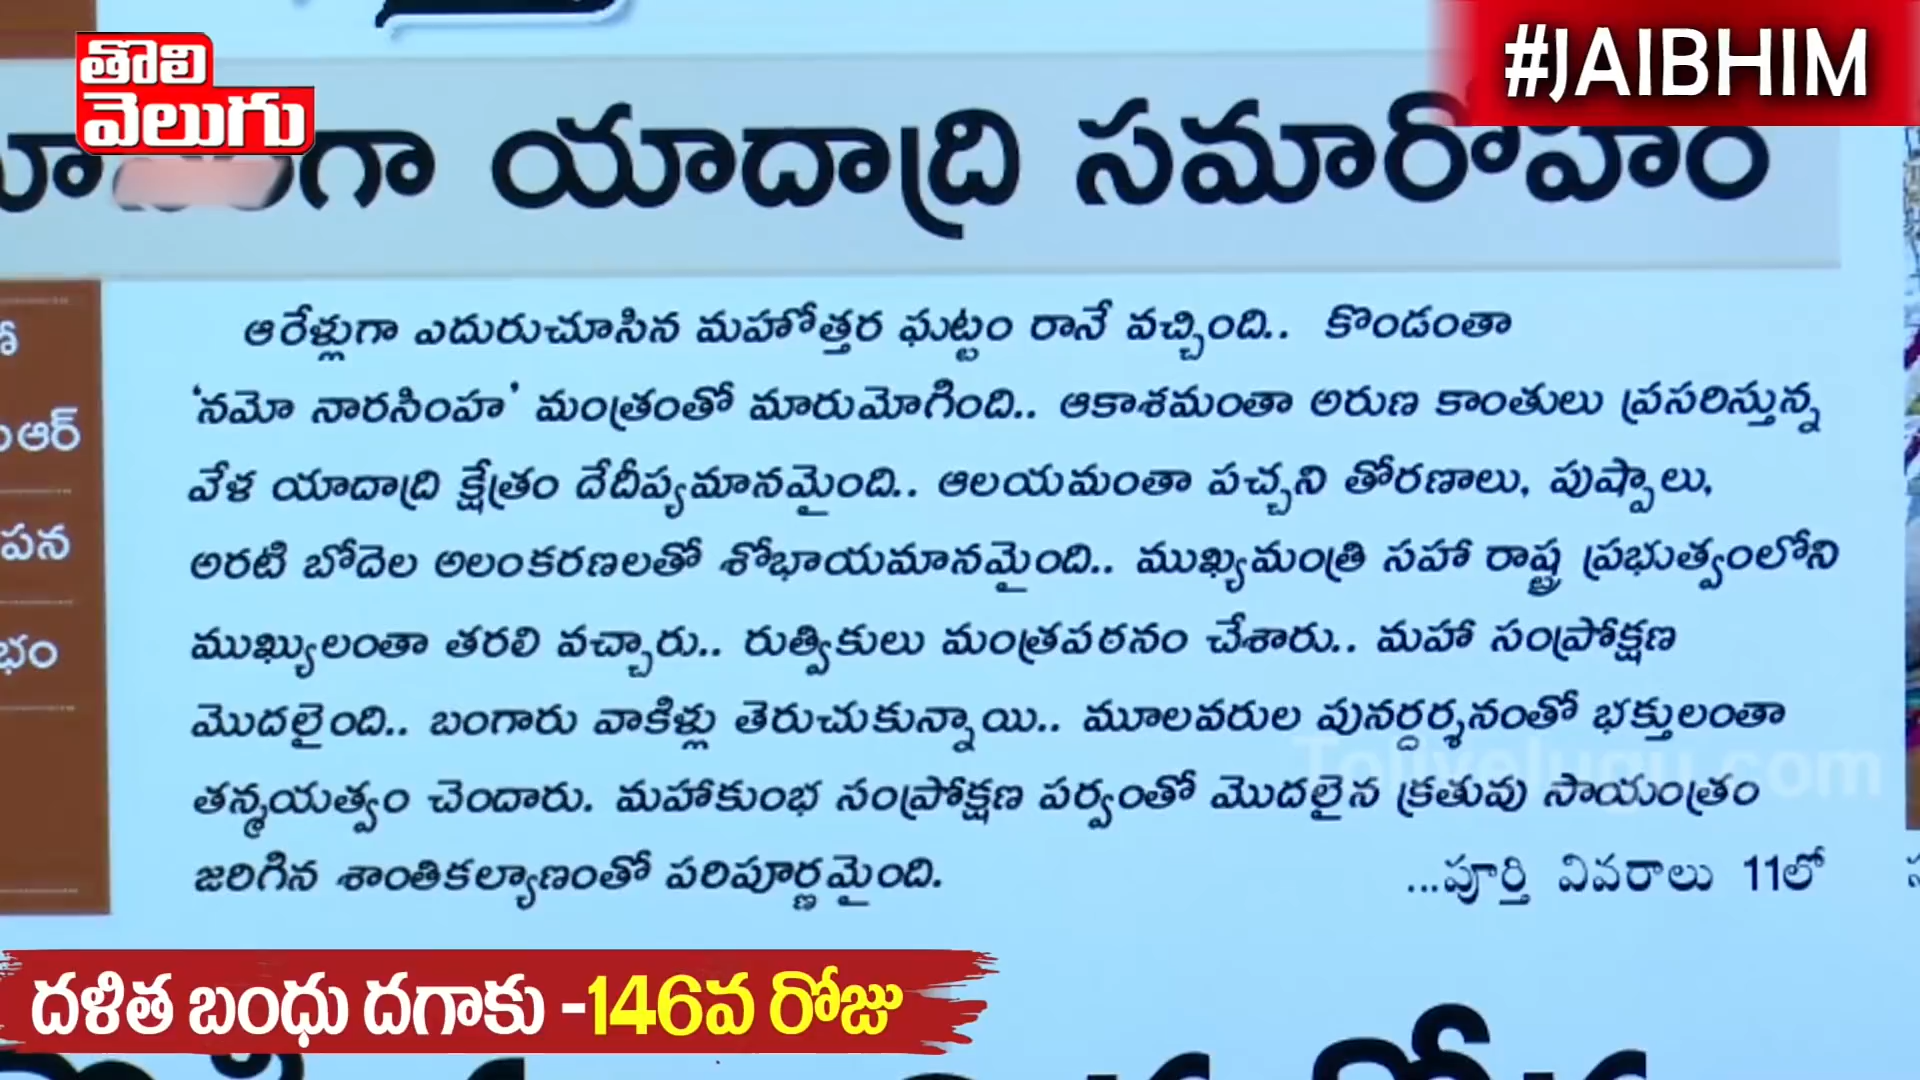 తొలి
వెలుగు
#JAIBHIM
యాదాద్రి సమారోహం
ఆరేళ్లుగా ఎదురుచూసిన మహోత్తర ఘట్టం రానే వచ్చింది.. కొండంతా
‘నమో నారసింహ’ మంత్రంతో మారుమోగింది.. ఆకాశమంతా అరుణ కాంతులు ప్రసరిస్తున్న
వేళ యాదాద్రి క్షేత్రం దేదీప్యమానమైంది.. ఆలయమంతా పచ్చని తోరణాలు, పుష్పాలు,
అరటి బోదెల అలంకరణలతో శోభాయమానమైంది.. ముఖ్యమంత్రి సహా రాష్ట్ర ప్రభుత్వంలోని
ముఖ్యులంతా తరలి వచ్చారు.. రుత్వికులు మంత్రపఠనం చేశారు.. మహా సంప్రోక్షణ
మొదలైంది.. బంగారు వాకిళ్లు తెరుచుకున్నాయి.. మూలవరుల పునర్దర్శనంతో భక్తులంతా
తన్మయత్వం చెందారు. మహాకుంభ సంప్రోక్షణ పర్వంతో మొదలైన క్రతువు సాయంత్రం
జరిగిన శాంతికల్యాణంతో పరిపూర్ణమైంది.
...పూర్తి వివరాలు 11లో
Tolivelugu.com
దళిత బంధు దగాకు -146వ రోజు